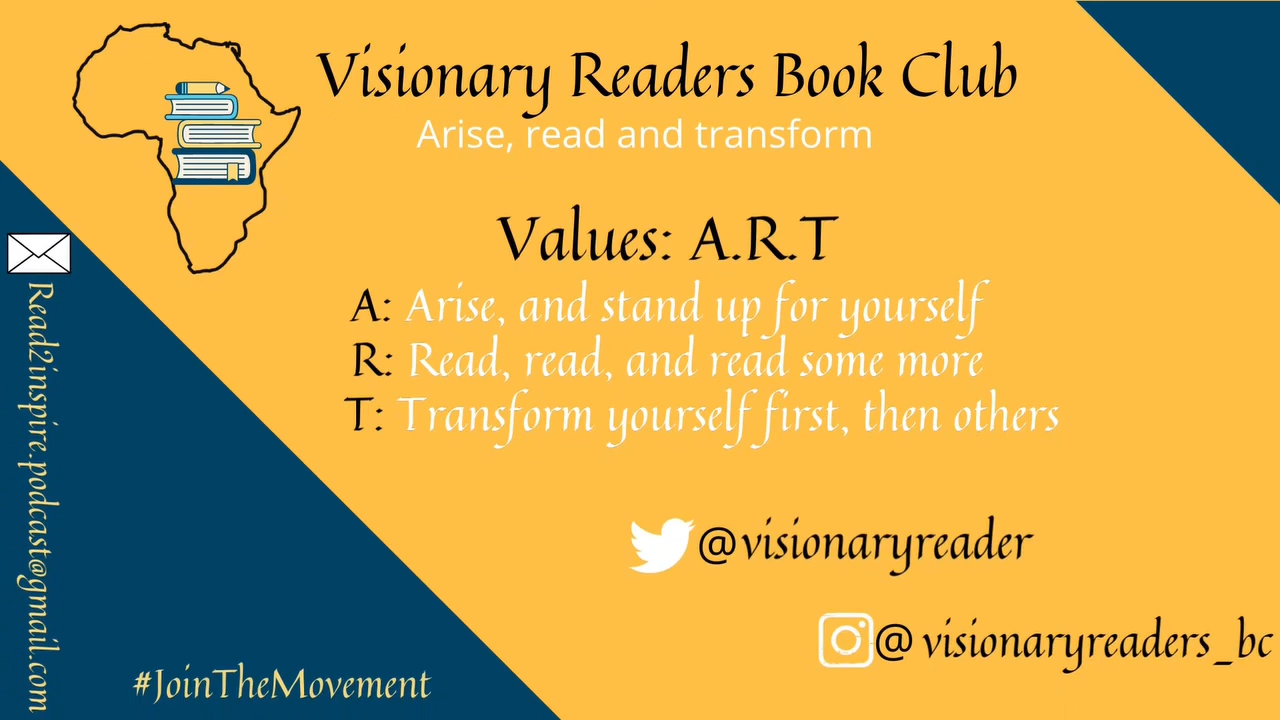 Visionary Readers Book Club
Arise, read and transform
Values: A.R.T
A: Arise, and stand up for yourself
R: Read, read, and read some more
T: Transform yourself first, then others
@visionaryreader
@ visionaryreaders_bc
Read2inspire.podcast@gmail.com
#JoinTheMovement